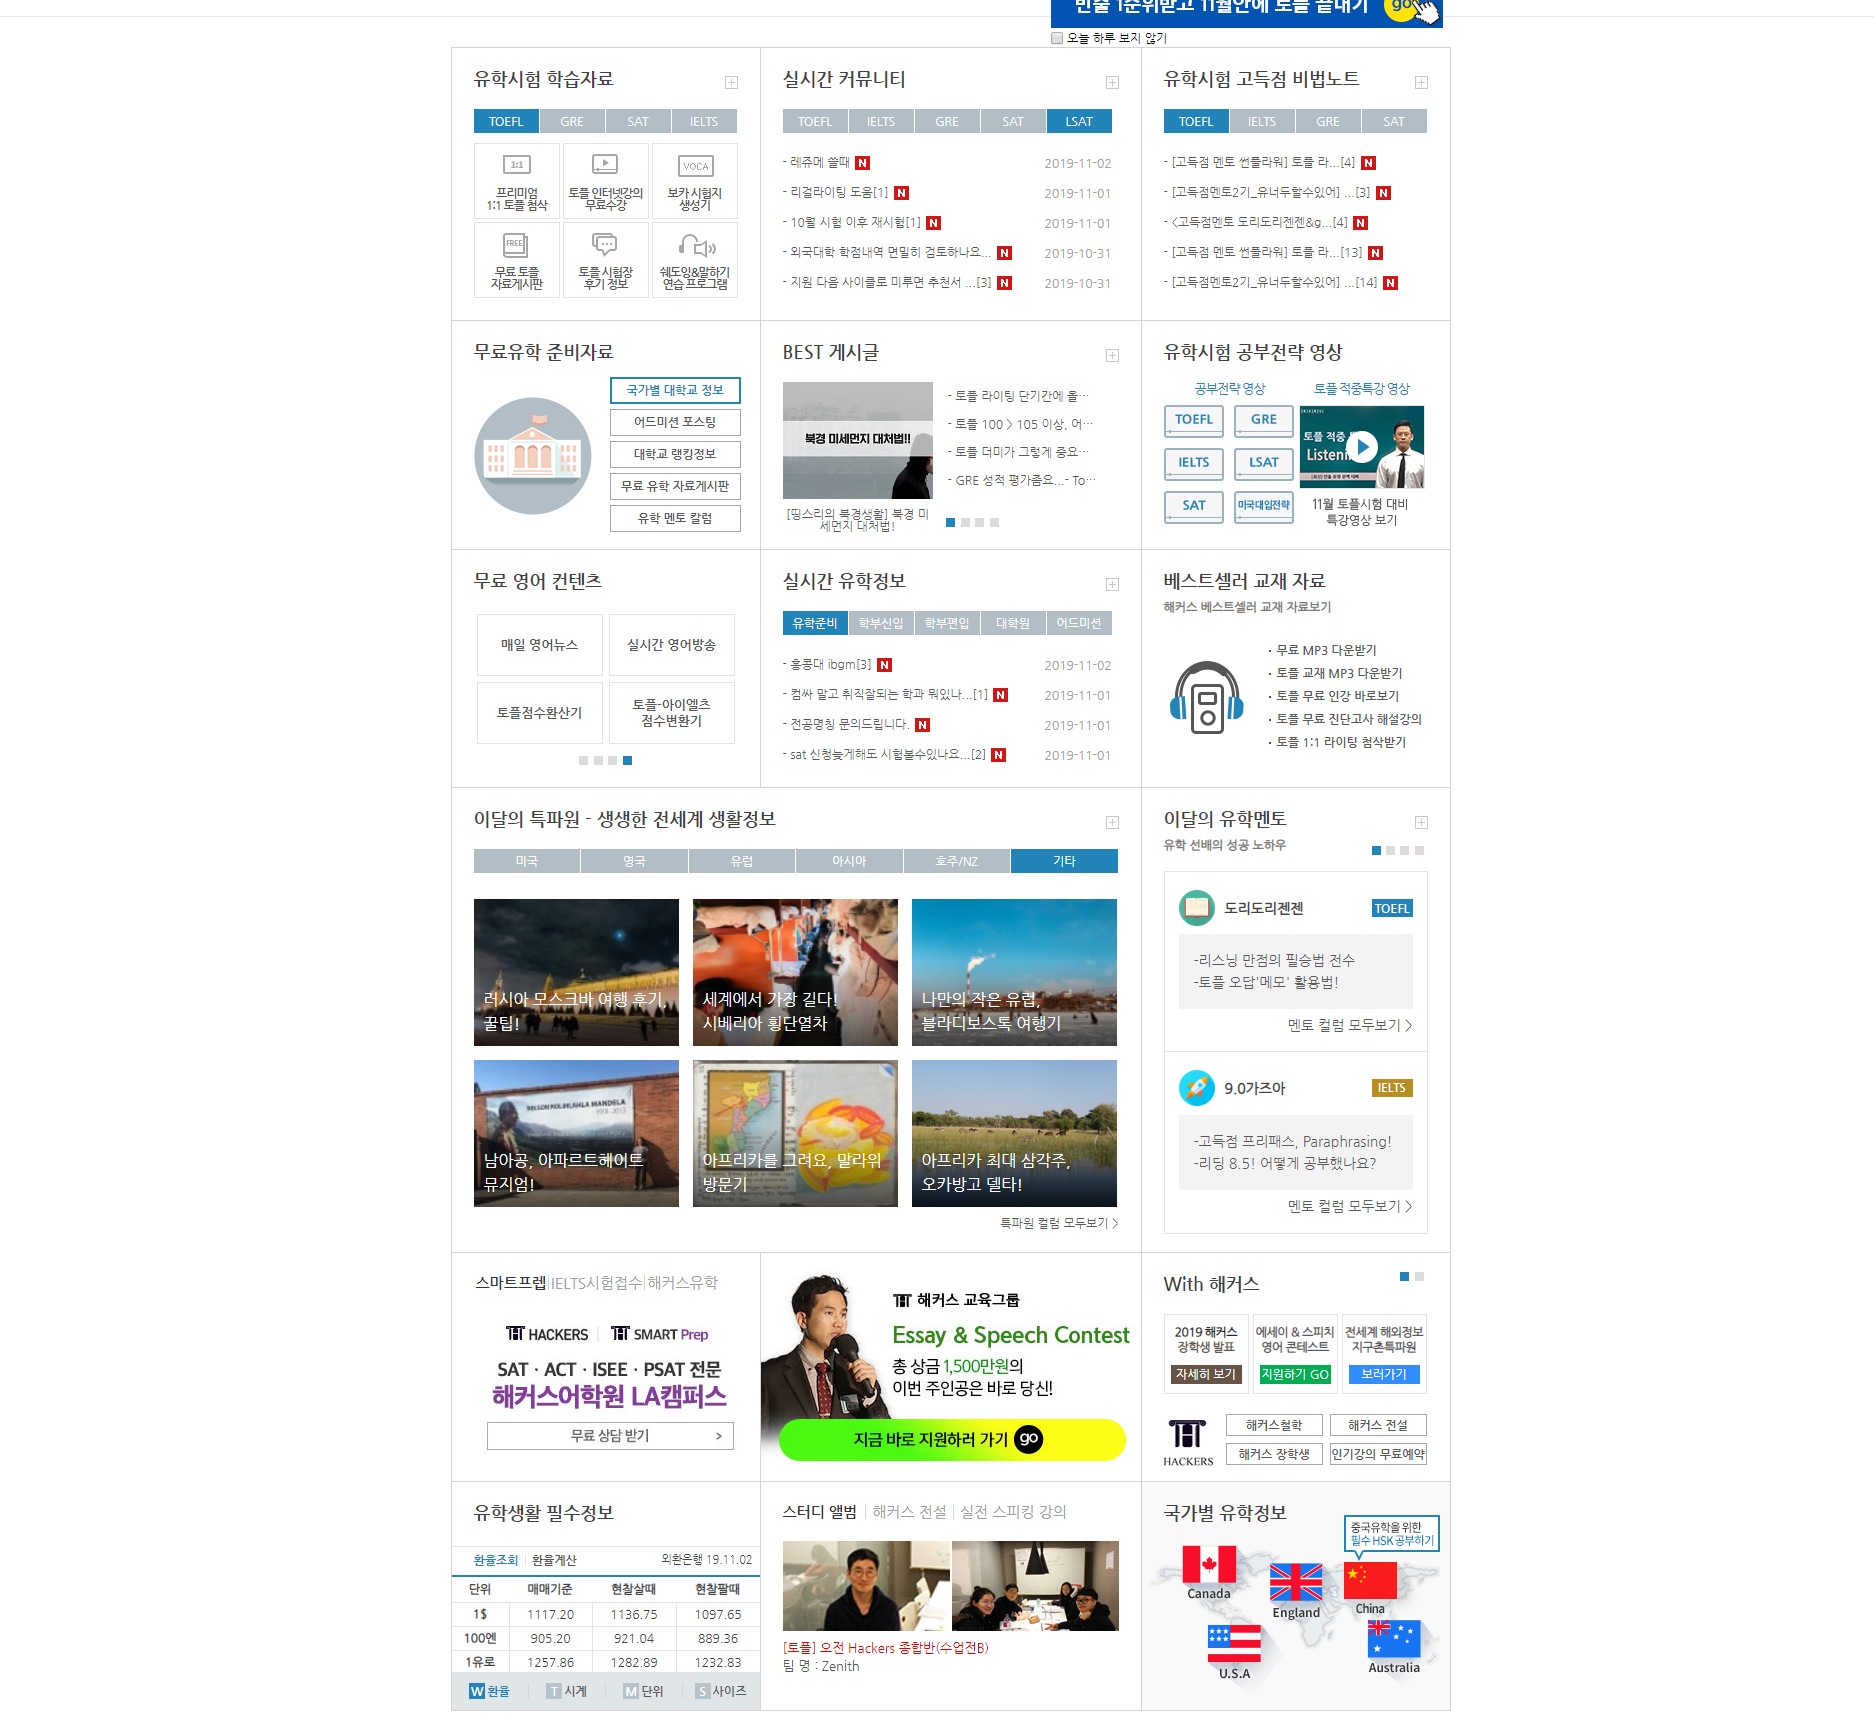 빈출 1순위받고 11월안에 토플 끝내기
go
오늘 하루 보지 않기
유학시험 학습자료
TOEFL
GRE
SAT
IELTS
1:1
프리미엄
1:1 토플 첨삭
토플 인터넷강의
무료수강
VOCA
보카 시험지
생성기
FREE
무료 토플
자료게시판
토플 시험장
후기 정보
쉐도잉&말하기
연습 프로그램
실시간 커뮤니티
TOEFL
IELTS
GRE
SAT
LSAT
- 레쥬메 쓸때 N 2019-11-02
- 리걸라이팅 도움[1] N 2019-11-01
- 10월 시험 이후 재시험[1] N 2019-11-01
- 외국대학 학점내역 면밀히 검토하나요... N 2019-10-31
- 지원 다음 사이클로 미루면 추천서 ...[3] N 2019-10-31
유학시험 고득점 비법노트
TOEFL
IELTS
GRE
SAT
- [고득점 멘토 썬플라워] 토플 라...[4] N
- [고득점멘토2기_유너두할수있어] ...[3] N
- <고득점멘토 도리도리젠젠&g...[4] N
- [고득점 멘토 썬플라워] 토플 라...[13] N
- [고득점멘토2기_유너두할수있어] ...[14] N
무료유학 준비자료
국가별 대학교 정보
어드미션 포스팅
대학교 랭킹정보
무료 유학 자료게시판
유학 멘토 칼럼
BEST 게시글
북경 미세먼지 대처법!!
[띵스리의 북경생활] 북경 미
세먼지 대처법!
- 토플 라이팅 단기간에 올…
- 토플 100 > 105 이상, 어…
- 토플 더미가 그렇게 중요…
- GRE 성적 평가좀요...- To…
유학시험 공부전략 영상
공부전략 영상
토플 적중특강 영상
TOEFL
GRE
IELTS
LSAT
SAT
미국대입전략
토플 적중
11월 토플시험 대비
특강영상 보기
무료 영어 컨텐츠
매일 영어뉴스
실시간 영어방송
토플점수환산기
토플-아이엘츠
점수변환기
실시간 유학정보
유학준비
학부신입
학부편입
대학원
어드미션
- 홍콩대 ibgm[3] N 2019-11-02
- 컴싸 말고 취직잘되는 학과 뭐있나...[1] N 2019-11-01
- 전공명칭 문의드립니다. N 2019-11-01
- sat 신청늦게해도 시험볼수있나요...[2] N 2019-11-01
베스트셀러 교재 자료
해커스 베스트셀러 교재 자료보기
· 무료 MP3 다운받기
· 토플 교재 MP3 다운받기
· 토플 무료 인강 바로보기
· 토플 무료 진단고사 해설강의
· 토플 1:1 라이팅 첨삭받기
이달의 특파원 - 생생한 전세계 생활정보
미국
영국
유럽
아시아
호주/NZ
기타
러시아 모스크바 여행 후기,
꿀팁!
세계에서 가장 길다!
시베리아 횡단열차
나만의 작은 유럽,
블라디보스톡 여행기
NELSON ROLIHLAHLA MANDELA
1918-2013
남아공, 아파르트헤이트
뮤지엄!
아프리카를 그려요, 말라위
방문기
아프리카 최대 삼각주,
오카방고 델타!
특파원 컬럼 모두보기 >
이달의 유학멘토
유학 선배의 성공 노하우
도리도리젠젠
TOEFL
-리스닝 만점의 필승법 전수
-토플 오답'메모' 활용법!
멘토 컬럼 모두보기 >
9.0가즈아
IELTS
-고득점 프리패스, Paraphrasing!
-리딩 8.5! 어떻게 공부했나요?
멘토 컬럼 모두보기 >
스마트프렙|IELTS시험접수|해커스유학
HACKERS | SMART Prep
SAT · ACT · ISEE · PSAT 전문
해커스어학원 LA캠퍼스
무료 상담 받기 >
해커스 교육그룹
Essay & Speech Contest
총 상금 1,500만원의
이번 주인공은 바로 당신!
지금 바로 지원하러 가기 go
With 해커스
2019 해커스
장학생 발표
자세히 보기
에세이 & 스피치
영어 콘테스트
지원하기 GO
전세계 해외정보
지구촌특파원
보러가기
HACKERS
해커스철학
해커스 전설
해커스 장학생
인기강의 무료예약
유학생활 필수정보
환율조회 | 환율계산 외환은행 19.11.02
단위 매매기준 현찰살때 현찰팔때
1$ 1117.20 1136.75 1097.65
100엔 905.20 921.04 889.36
1유로 1257.86 1282.89 1232.83
W 환율
T 시계
M 단위
S 사이즈
스터디 앨범 | 해커스 전설 | 실전 스피킹 강의
[토플] 오전 Hackers 종합반(수업전B)
팀 명 : Zenith
국가별 유학정보
중국유학을 위한
필수 HSK 공부하기
Canada
England
China
U.S.A
Australia